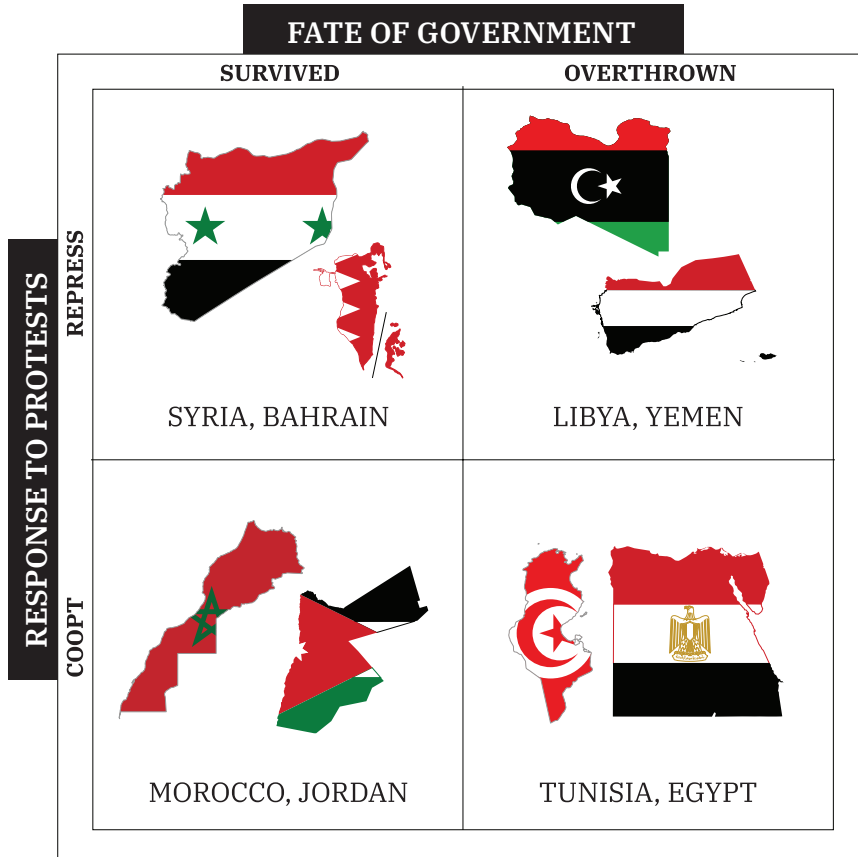 FATE OF GOVERNMENT
SURVIVED
OVERTHROWN
RESPONSE TO PROTESTS
REPRESS
SYRIA, BAHRAIN
LIBYA, YEMEN
COOPT
MOROCCO, JORDAN
TUNISIA, EGYPT